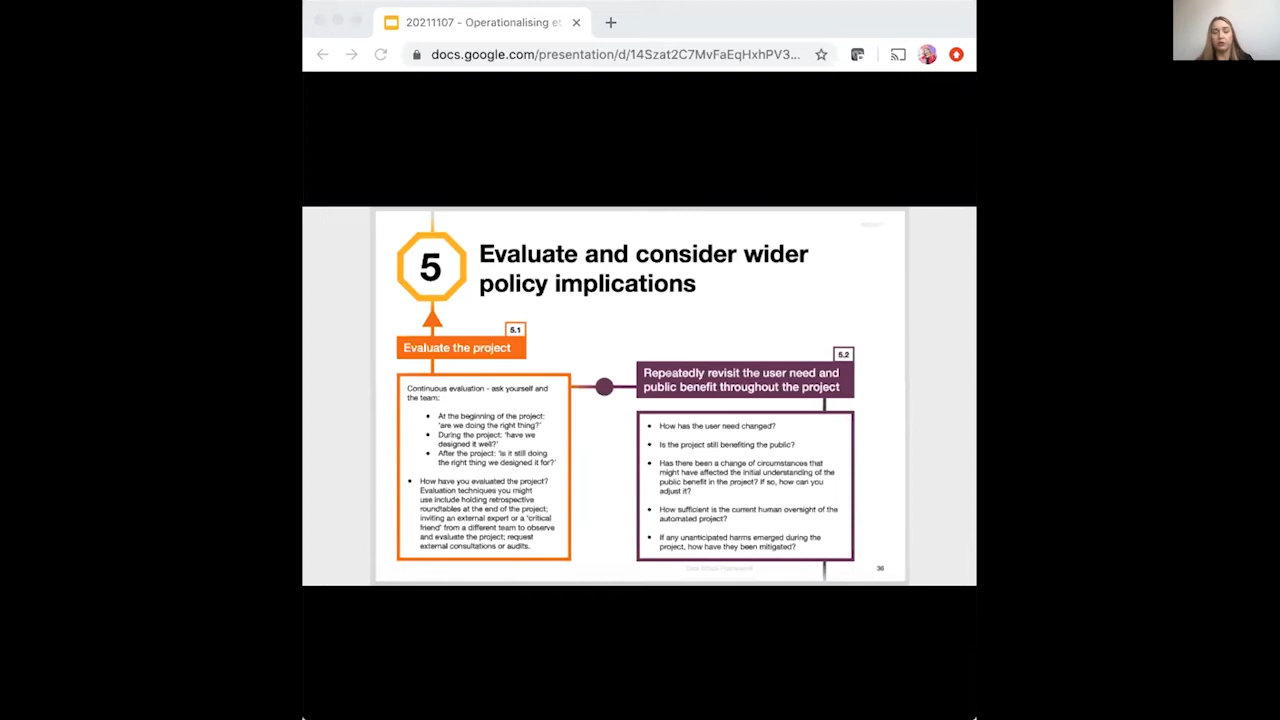 20211107 - Operationalising et
docs.google.com/presentation/d/14Szat2C7MvFaEqHxhPV3...
5
Evaluate and consider wider
policy implications
5.1
Evaluate the project
Continuous evaluation - ask yourself and
the team:
• At the beginning of the project:
'are we doing the right thing?'
• During the project: 'have we
designed it well?'
• After the project: 'is it still doing
the right thing we designed it for?'
• How have you evaluated the project?
Evaluation techniques you might
use include holding retrospective
roundtables at the end of the project;
inviting an external expert or a 'critical
friend' from a different team to observe
and evaluate the project; request
external consultations or audits.
5.2
Repeatedly revisit the user need and
public benefit throughout the project
• How has the user need changed?
• Is the project still benefiting the public?
• Has there been a change of circumstances that
might have affected the initial understanding of the
public benefit in the project? If so, how can you
adjust it?
• How sufficient is the current human oversight of the
automated project?
• If any unanticipated harms emerged during the
project, how have they been mitigated?
Data Ethics Framework
36